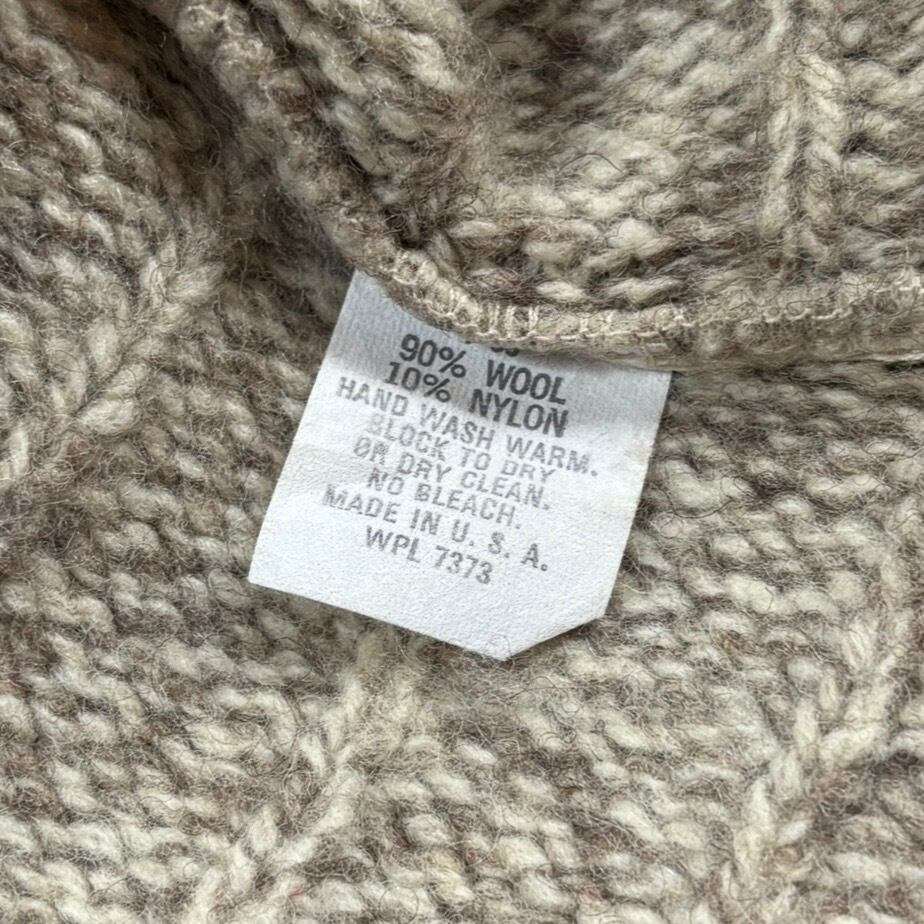 90% WOOL
10% NYLON
HAND WASH WARM.
BLOCK TO DRY
OR DRY CLEAN.
NO BLEACH.
MADE IN U. S. A.
WPL 7373